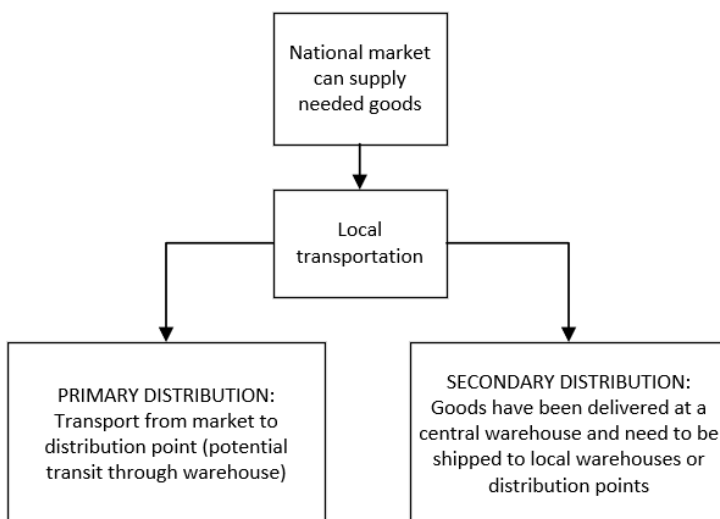 National market
can supply
needed goods
Local
transportation
PRIMARY DISTRIBUTION:
Transport from market to
distribution point (potential
transit through warehouse)
SECONDARY DISTRIBUTION:
Goods have been delivered at a
central warehouse and need to be
shipped to local warehouses or
distribution points